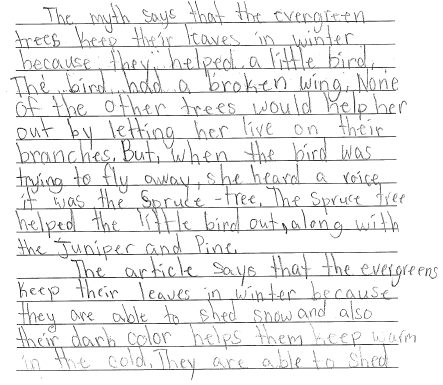 The myth says that the evergreen
trees keep their leaves in winter
because they helped a little bird.
The bird had a broken wing. None
of the other trees would help her
out by letting her live on their
branches. But, when the bird was
trying to fly away, she heard a voice
it was the Spruce-tree. The Spruce tree
helped the little bird out, along with
the Juniper and Pine.
The article says that the evergreens
keep their leaves in winter because
they are able to shed snow and also
their dark color helps them keep warm
in the cold. They are able to shed